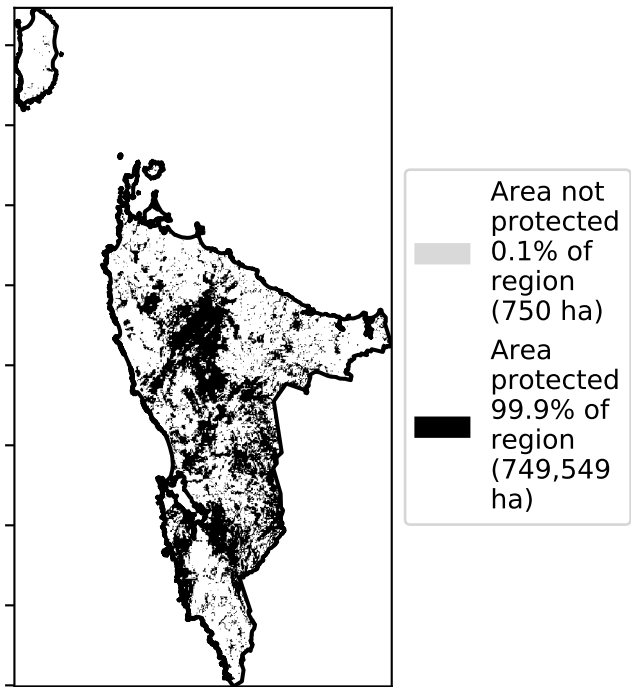 Area not
protected
0.1% of
region
(750 ha)
Area
protected
99.9% of
region
(749,549
ha)